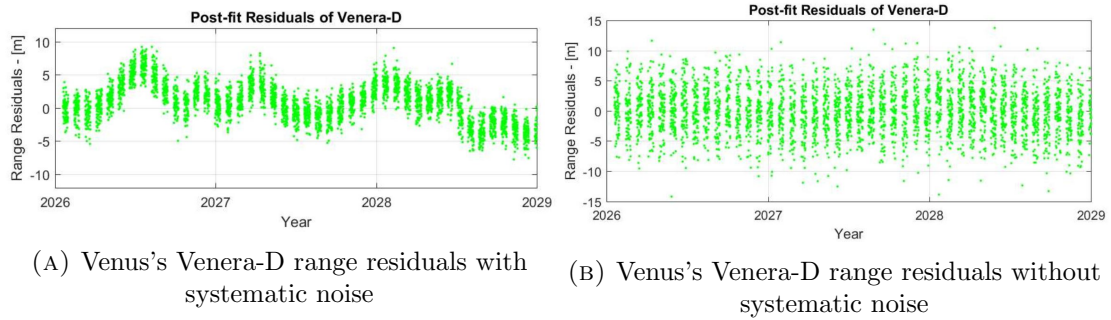 Post-fit Residuals of Venera-D
Range Residuals - [m]
10
5
0
-5
-10
2026 2027 2028 2029
Year
(A) Venus's Venera-D range residuals with
systematic noise
Post-fit Residuals of Venera-D
Range Residuals - [m]
15
10
5
0
-5
-10
-15
2026 2027 2028 2029
Year
(B) Venus's Venera-D range residuals without
systematic noise